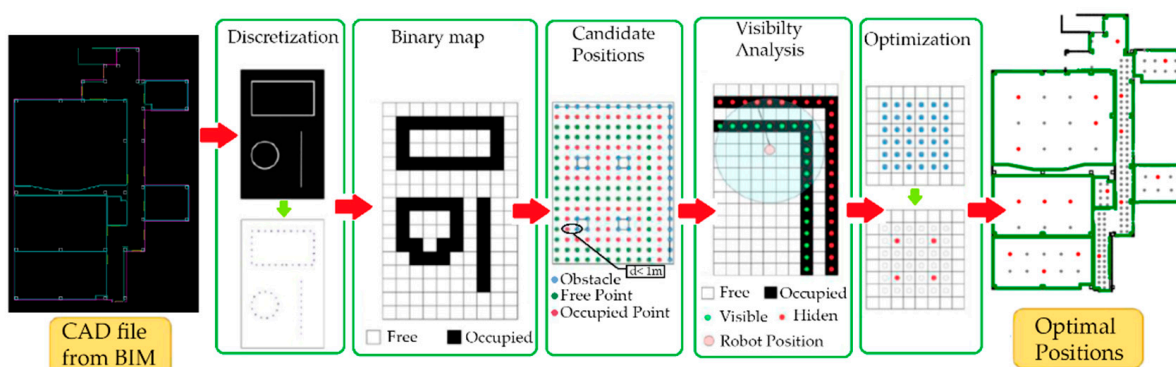 Discretization
Binary map
Candidate
Positions
Visibilty
Analysis
Optimization
d< 1m
Obstacle
Free Point
Occupied Point
Free
Occupied
Free
Occupied
Visible
Hiden
Robot Position
CAD file
from BIM
Optimal
Positions